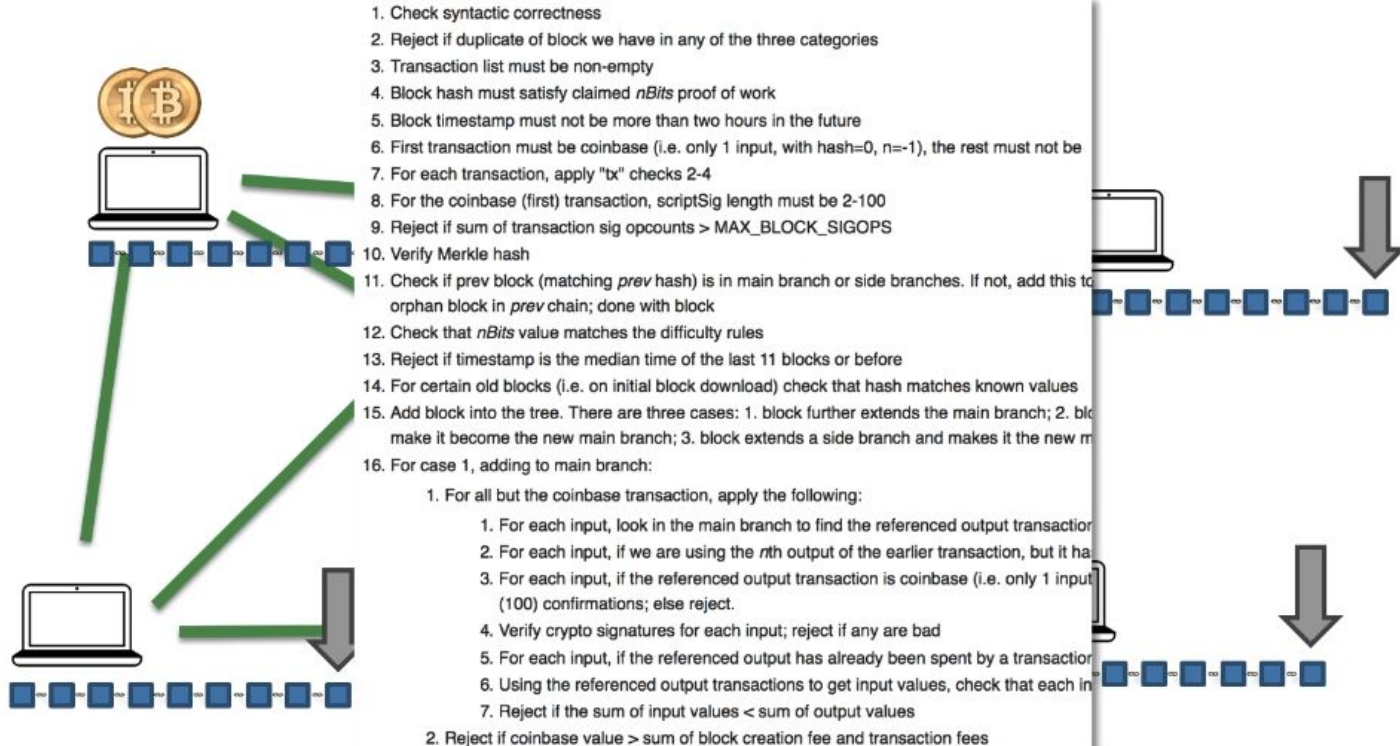 1. Check syntactic correctness
2. Reject if duplicate of block we have in any of the three categories
3. Transaction list must be non-empty
4. Block hash must satisfy claimed nBits proof of work
5. Block timestamp must not be more than two hours in the future
6. First transaction must be coinbase (i.e. only 1 input, with hash=0, n=-1), the rest must not be
7. For each transaction, apply "tx" checks 2-4
8. For the coinbase (first) transaction, scriptSig length must be 2-100
9. Reject if sum of transaction sig opcounts > MAX_BLOCK_SIGOPS
10. Verify Merkle hash
11. Check if prev block (matching prev hash) is in main branch or side branches. If not, add this to
orphan block in prev chain; done with block
12. Check that nBits value matches the difficulty rules
13. Reject if timestamp is the median time of the last 11 blocks or before
14. For certain old blocks (i.e. on initial block download) check that hash matches known values
15. Add block into the tree. There are three cases: 1. block further extends the main branch; 2.
make it become the new main branch; 3. block extends a side branch and makes it the new
16. For case 1, adding to main branch:
1. For all but the coinbase transaction, apply the following:
1. For each input, look in the main branch to find the referenced output transaction
2. For each input, if we are using the nth output of the earlier transaction, but it
3. For each input, if the referenced output transaction is coinbase (i.e. only 1 input
(100) confirmations; else reject.
4. Verify crypto signatures for each input; reject if any are bad
5. For each input, if the referenced output has already been spent by a transaction
6. Using the referenced output transactions to get input values, check that each
7. Reject if the sum of input values < sum of output values
2. Reject if coinbase value > sum of block creation fee and transaction fees